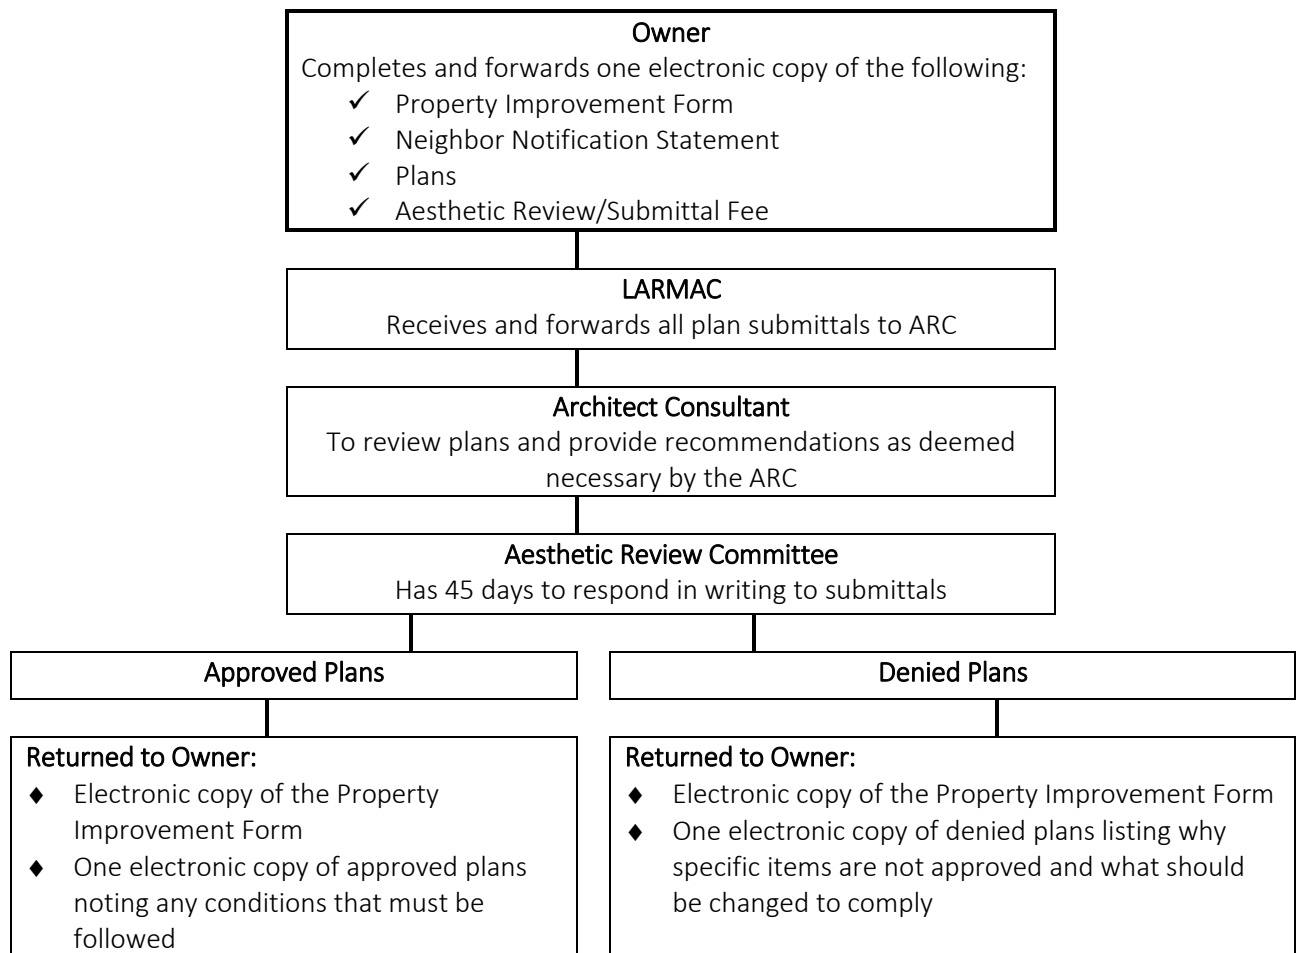 Owner
Completes and forwards one electronic copy of the following:
✓ Property Improvement Form
✓ Neighbor Notification Statement
✓ Plans
✓ Aesthetic Review/Submittal Fee
LARMAC
Receives and forwards all plan submittals to ARC
Architect Consultant
To review plans and provide recommendations as deemed
necessary by the ARC
Aesthetic Review Committee
Has 45 days to respond in writing to submittals
Approved Plans
Returned to Owner:
♦ Electronic copy of the Property
Improvement Form
♦ One electronic copy of approved plans
noting any conditions that must be
followed
Denied Plans
Returned to Owner:
♦ Electronic copy of the Property Improvement Form
♦ One electronic copy of denied plans listing why
specific items are not approved and what should
be changed to comply